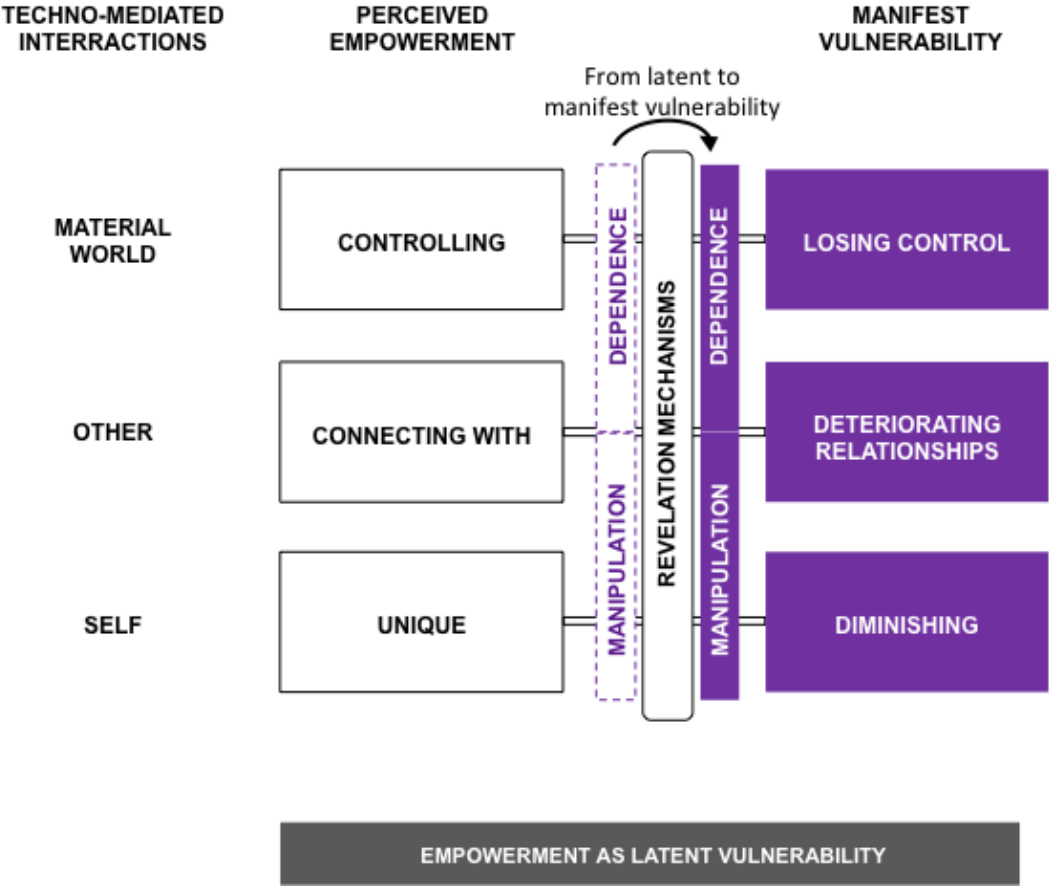 TECHNO-MEDIATED
INTERRACTIONS
PERCEIVED
EMPOWERMENT
MANIFEST
VULNERABILITY
From latent to
manifest vulnerability
MATERIAL
WORLD
CONTROLLING
DEPENDENCE
REVELATION MECHANISMS
DEPENDENCE
LOSING CONTROL
OTHER
CONNECTING WITH
DETERIORATING
RELATIONSHIPS
SELF
UNIQUE
MANIPULATION
MANIPULATION
DIMINISHING
EMPOWERMENT AS LATENT VULNERABILITY